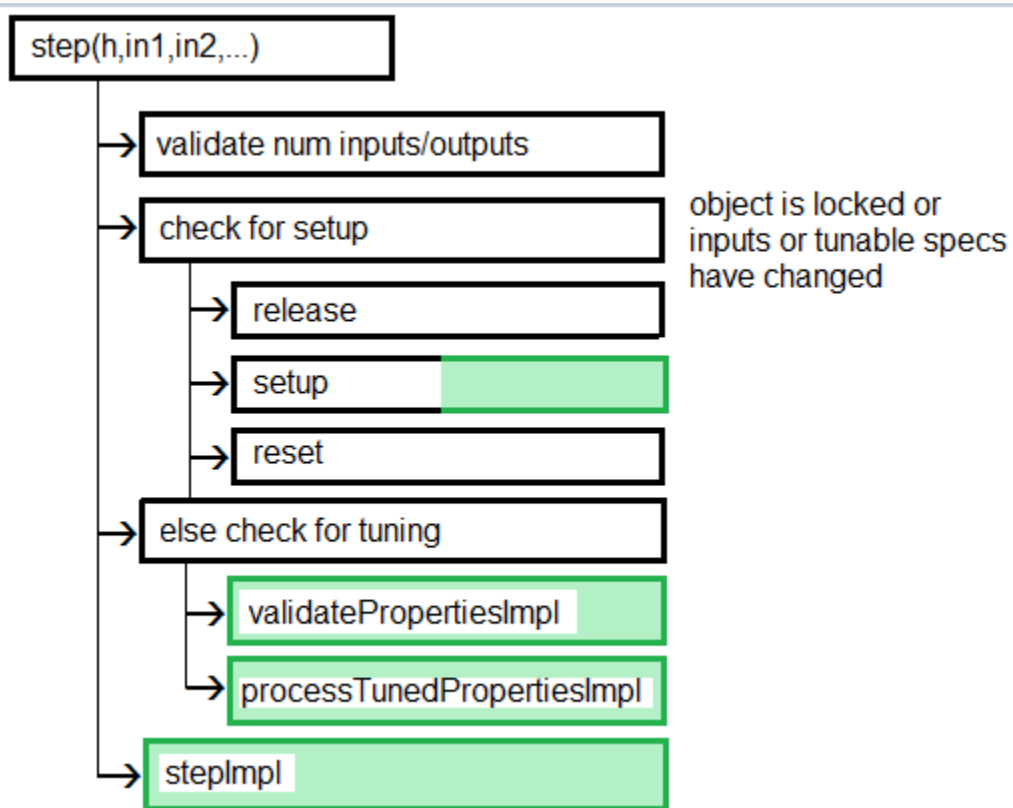 step(h,in1,in2,...)
validate num inputs/outputs
check for setup
object is locked or
inputs or tunable specs
have changed
release
setup
reset
else check for tuning
validatePropertiesImpl
processTunedPropertiesImpl
stepImpl